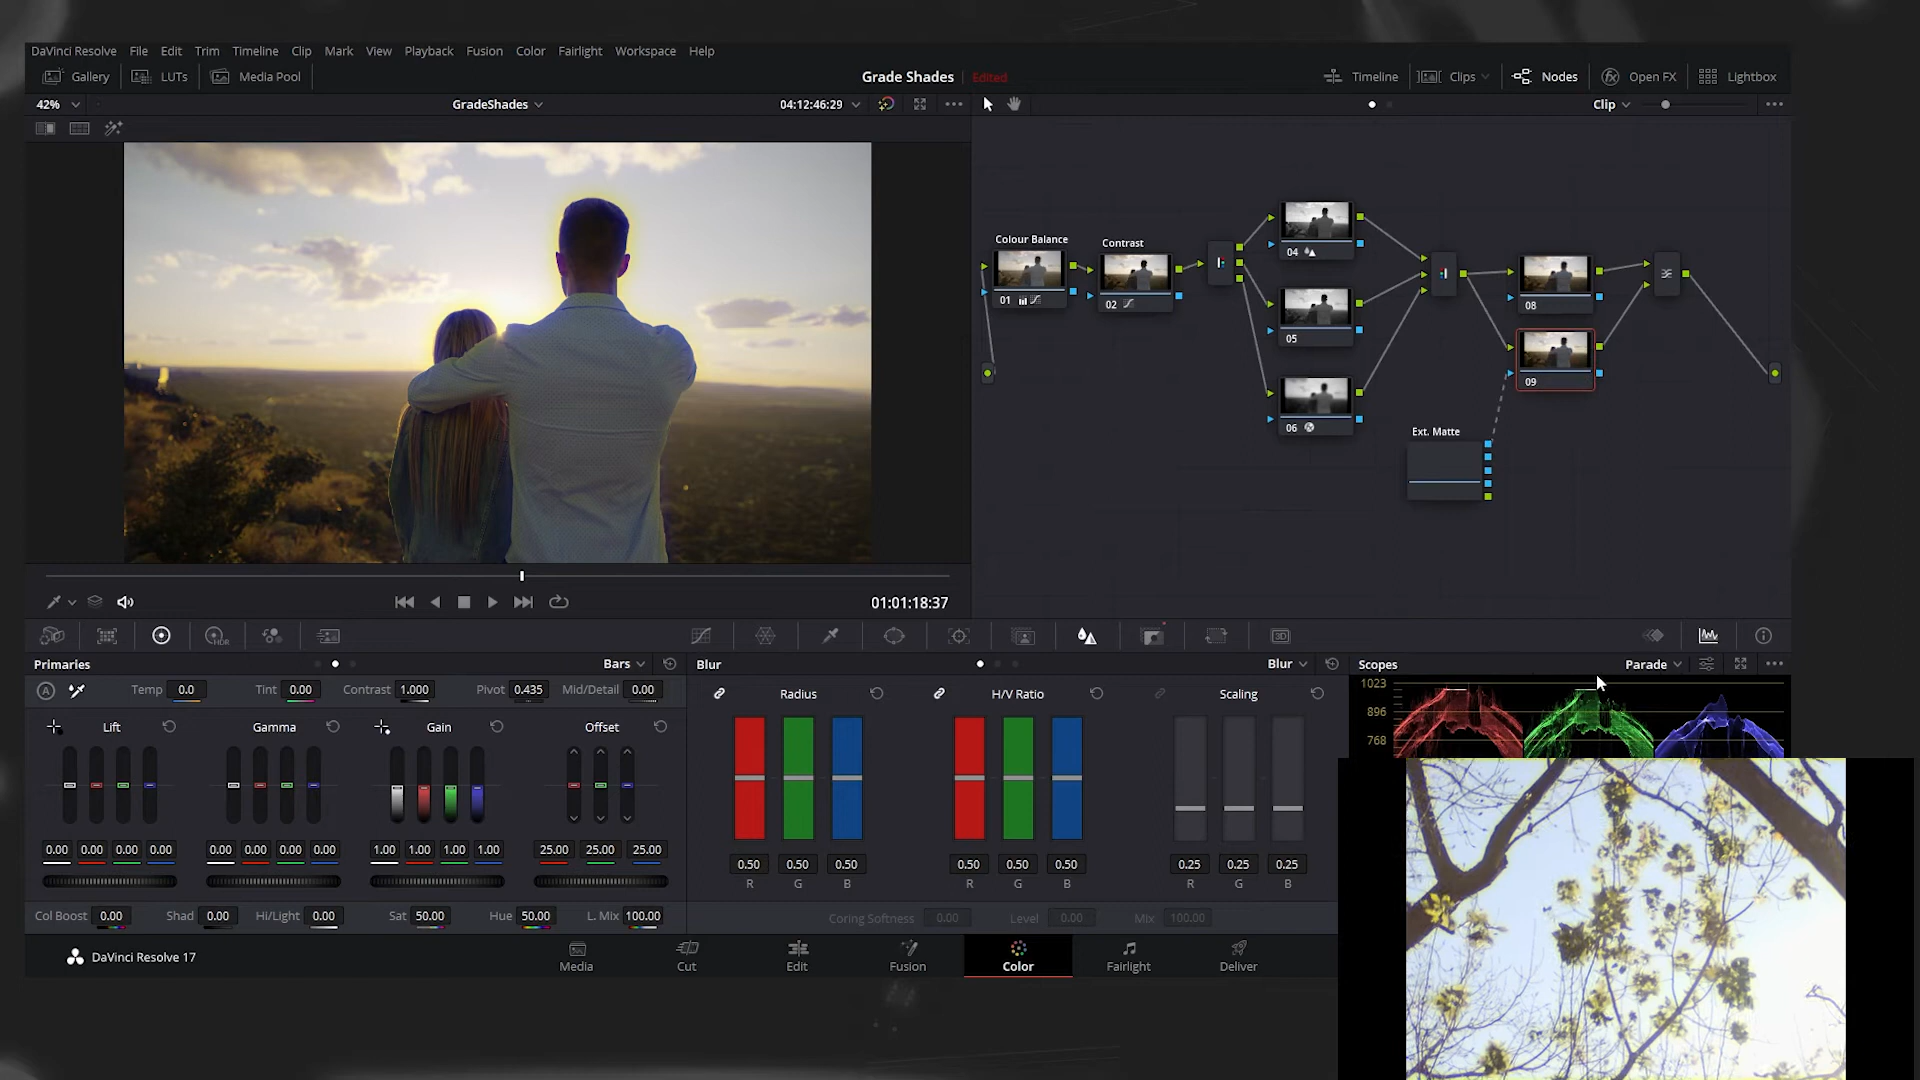 DaVinci Resolve File Edit Trim Timeline Clip Mark View Playback Fusion Color Fairlight Workspace Help
Gallery LUTs Media Pool Grade Shades Edited Timeline Clips Nodes Open FX Lightbox
42% GradeShades 04:12:46:29 Clip
Colour Balance
Contrast
01
02
04
05
06
08
09
Ext. Matte
01:01:18:37
HDR
3D
Primaries Bars Blur Blur Scopes Parade
A Temp 0.0 Tint 0.00 Contrast 1.000 Pivot 0.435 Mid/Detail 0.00
Radius H/V Ratio Scaling
1023
896
768
Lift Gamma Gain Offset
0.00 0.00 0.00 0.00 0.00 0.00 0.00 0.00 1.00 1.00 1.00 1.00 25.00 25.00 25.00
0.50 0.50 0.50 0.50 0.50 0.50 0.25 0.25 0.25
R G B R G B R G B
Col Boost 0.00 Shad 0.00 Hi/Light 0.00 Sat 50.00 Hue 50.00 L. Mix 100.00
Coring Softness 0.00 Level 0.00 Mix 100.00
DaVinci Resolve 17
Media Cut Edit Fusion Color Fairlight Deliver